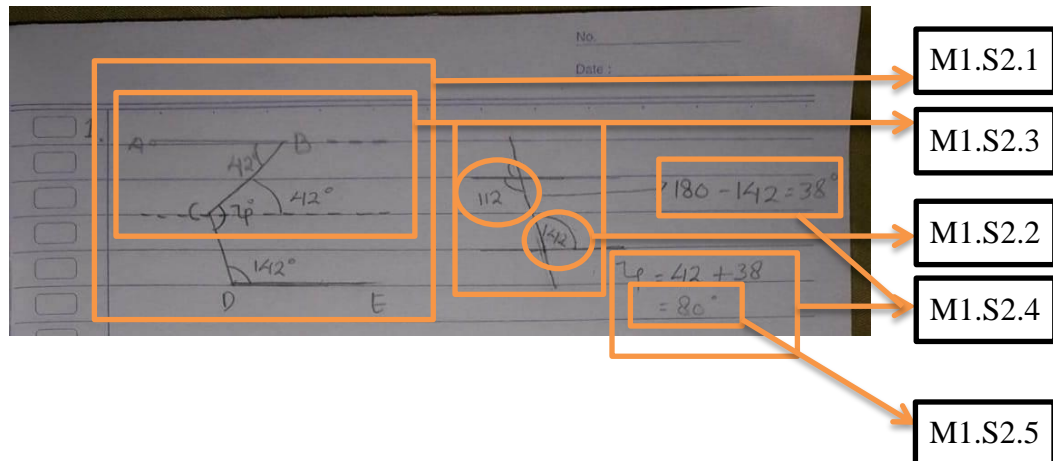 No.
Date :
1.
A
B
42
42°
C
φ°
142°
D
E
112
142
180 - 142 = 38°
φ = 42 + 38
= 80°
M1.S2.1
M1.S2.3
M1.S2.2
M1.S2.4
M1.S2.5